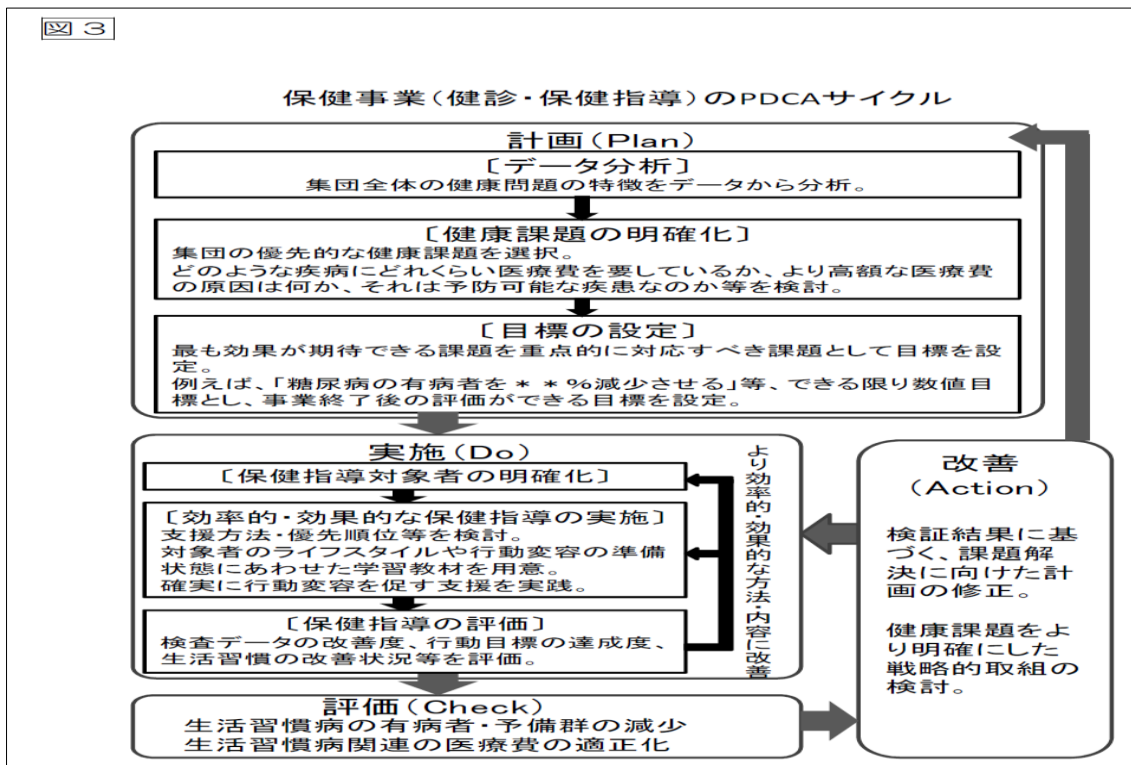 図３
保健事業（健診・保健指導）のPDCAサイクル
計画（Plan）
〔データ分析〕
集団全体の健康問題の特徴をデータから分析。
〔健康課題の明確化〕
集団の優先的な健康課題を選択。
どのような疾病にどれくらい医療費を要しているか、より高額な医療費
の原因は何か、それは予防可能な疾患なのか等を検討。
〔目標の設定〕
最も効果が期待できる課題を重点的に対応すべき課題として目標を設
定。
例えば、「糖尿病の有病者を＊＊％減少させる」等、できる限り数値目
標とし、事業終了後の評価ができる目標を設定。
実施（Do）
〔保健指導対象者の明確化〕
〔効率的・効果的な保健指導の実施〕
支援方法・優先順位等を検討。
対象者のライフスタイルや行動変容の準備
状態にあわせた学習教材を用意。
確実に行動変容を促す支援を実践。
〔保健指導の評価〕
検査データの改善度、行動目標の達成度、
生活習慣の改善状況等を評価。
より効率的・効果的な方法・内容に改善
評価（Check）
生活習慣病の有病者・予備群の減少
生活習慣病関連の医療費の適正化
改善
（Action）
検証結果に基
づく、課題解
決に向けた計
画の修正。
健康課題をよ
り明確にした
戦略的取組の
検討。